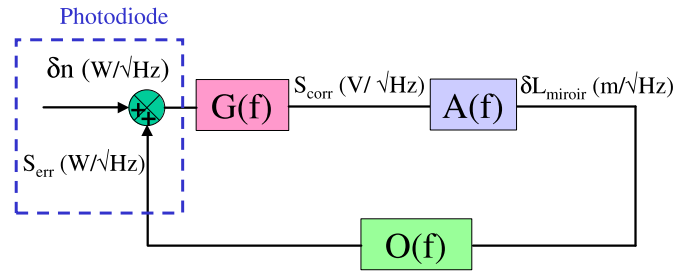 Photodiode
δn (W/√Hz)
+
+
G(f)
S_corr (V/ √Hz)
A(f)
δL_miroir (m/√Hz)
S_err (W/√Hz)
O(f)